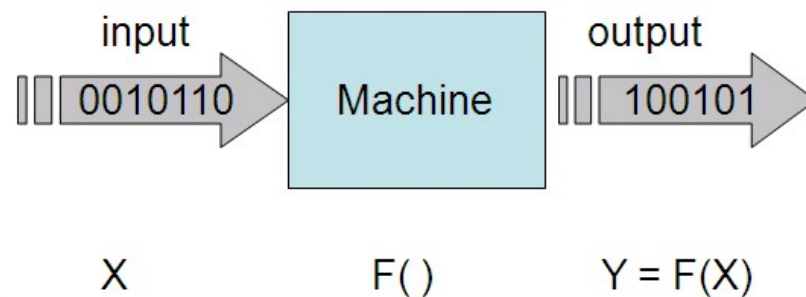 input output
0010110 Machine 100101
X F( ) Y = F(X)